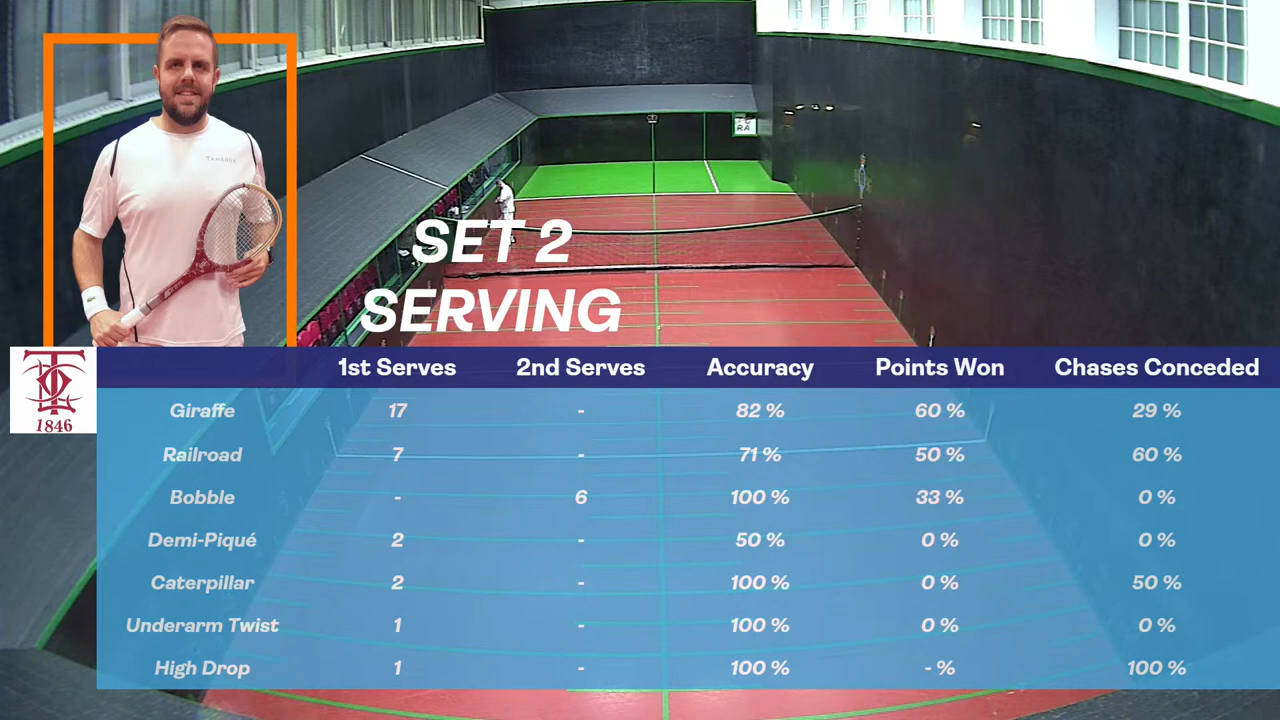 SET 2
SERVING
1846
1st Serves 2nd Serves Accuracy Points Won Chases Conceded
Giraffe 17 - 82 % 60 % 29 %
Railroad 7 - 71 % 50 % 60 %
Bobble - 6 100 % 33 % 0 %
Demi-Piqué 2 - 50 % 0 % 0 %
Caterpillar 2 - 100 % 0 % 50 %
Underarm Twist 1 - 100 % 0 % 0 %
High Drop 1 - 100 % - % 100 %